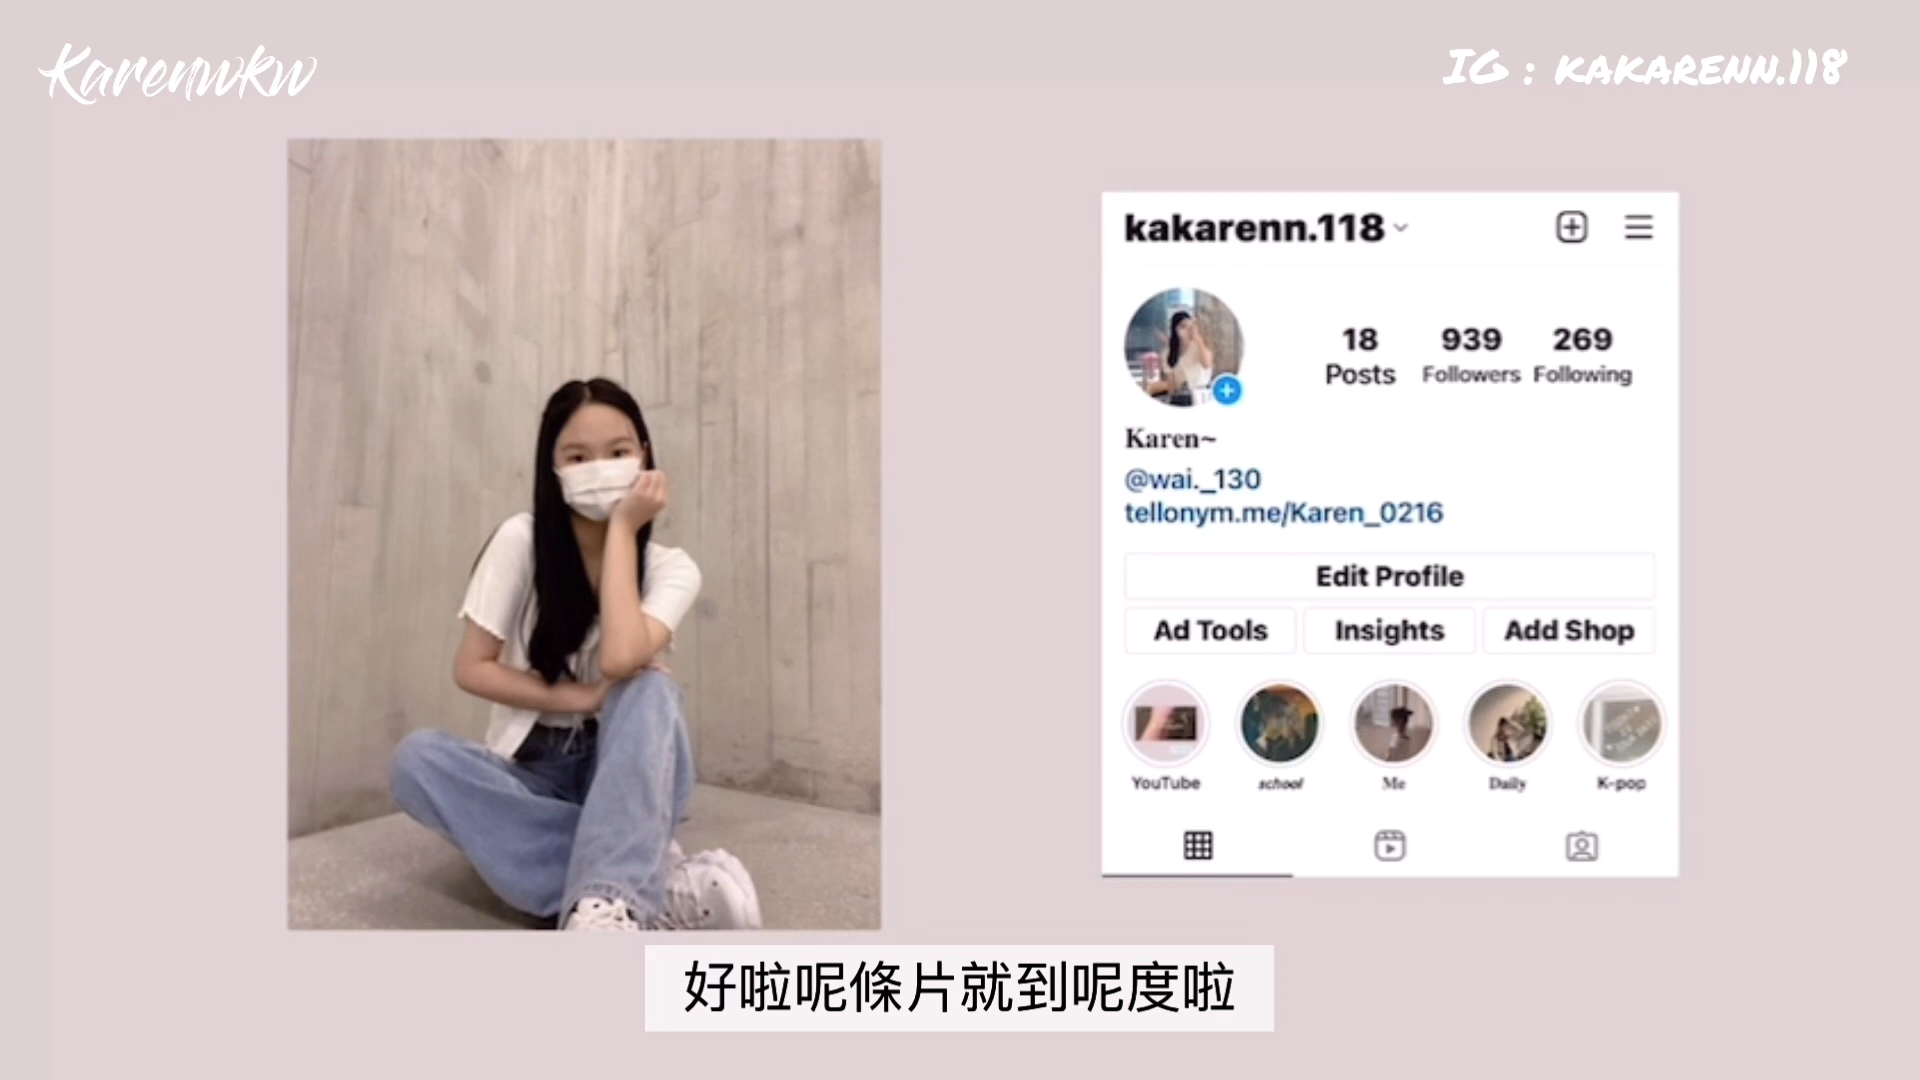 Karenwkw
IG : KAKARENN.118
kakarenn.118
18 939 269
Posts Followers Following
Karen~
@wai._130
tellonym.me/Karen_0216
Edit Profile
Ad Tools Insights Add Shop
YouTube school Me Daily K-pop
好啦呢條片就到呢度啦